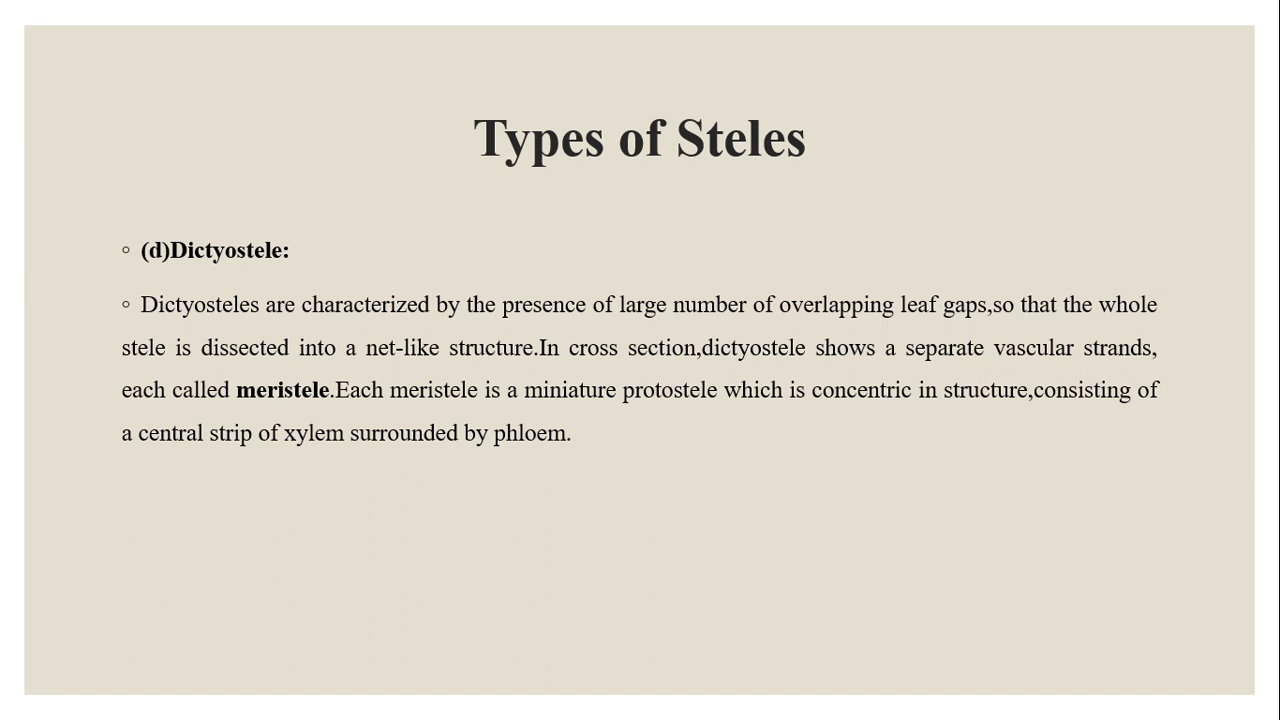 Types of Steles
◦ (d)Dictyostele:
◦ Dictyosteles are characterized by the presence of large number of overlapping leaf gaps,so that the whole
stele is dissected into a net-like structure.In cross section,dictyostele shows a separate vascular strands,
each called meristele.Each meristele is a miniature protostele which is concentric in structure,consisting of
a central strip of xylem surrounded by phloem.